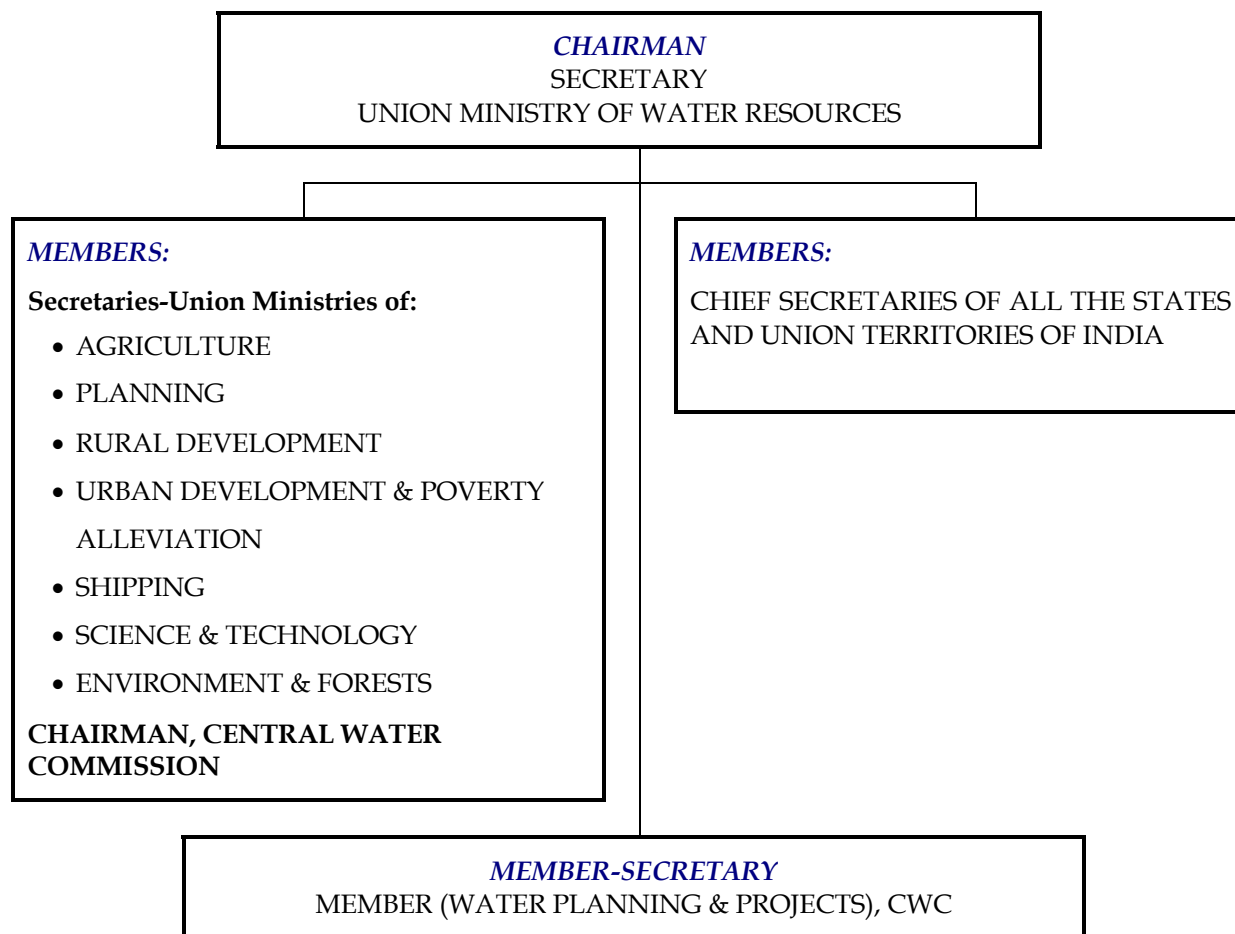 CHAIRMAN
SECRETARY
UNION MINISTRY OF WATER RESOURCES
MEMBERS:
Secretaries-Union Ministries of:
• AGRICULTURE
• PLANNING
• RURAL DEVELOPMENT
• URBAN DEVELOPMENT & POVERTY
ALLEVIATION
• SHIPPING
• SCIENCE & TECHNOLOGY
• ENVIRONMENT & FORESTS
CHAIRMAN, CENTRAL WATER
COMMISSION
MEMBERS:
CHIEF SECRETARIES OF ALL THE STATES
AND UNION TERRITORIES OF INDIA
MEMBER-SECRETARY
MEMBER (WATER PLANNING & PROJECTS), CWC